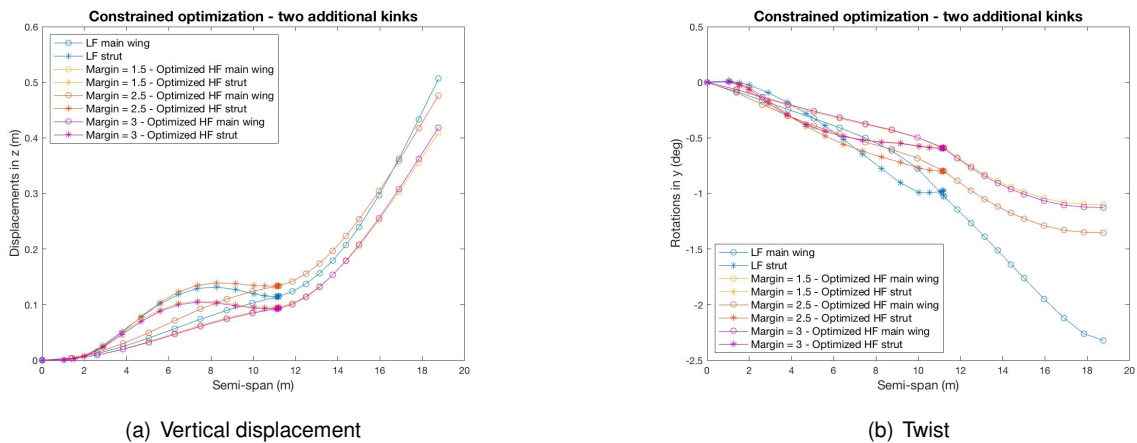 Constrained optimization - two additional kinks
0.6
0.5
0.4
0.3
0.2
0.1
0
Displacements in z (m)
LF main wing
LF strut
Margin = 1.5 - Optimized HF main wing
Margin = 1.5 - Optimized HF strut
Margin = 2.5 - Optimized HF main wing
Margin = 2.5 - Optimized HF strut
Margin = 3 - Optimized HF main wing
Margin = 3 - Optimized HF strut
0 2 4 6 8 10 12 14 16 18 20
Semi-span (m)
(a) Vertical displacement
Constrained optimization - two additional kinks
0.5
0
-0.5
-1
-1.5
-2
-2.5
Rotations in y (deg)
LF main wing
LF strut
Margin = 1.5 - Optimized HF main wing
Margin = 1.5 - Optimized HF strut
Margin = 2.5 - Optimized HF main wing
Margin = 2.5 - Optimized HF strut
Margin = 3 - Optimized HF main wing
Margin = 3 - Optimized HF strut
0 2 4 6 8 10 12 14 16 18 20
Semi-span (m)
(b) Twist